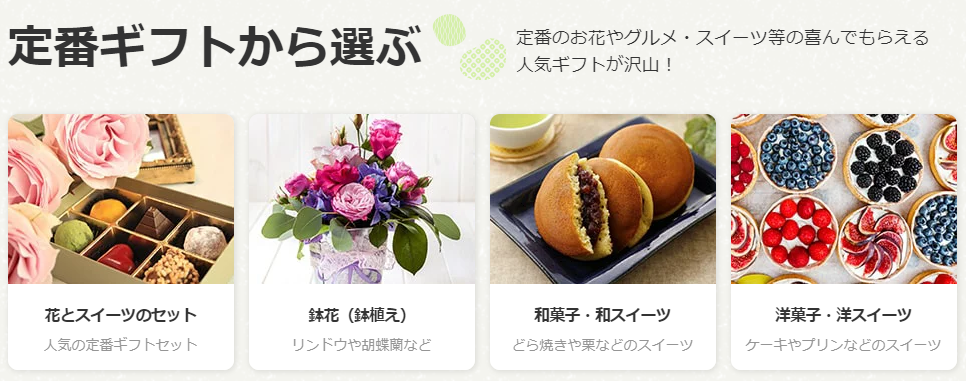 定番ギフトから選ぶ
定番のお花やグルメ・スイーツ等の喜んでもらえる
人気ギフトが沢山！
花とスイーツのセット
人気の定番ギフトセット
鉢花（鉢植え）
リンドウや胡蝶蘭など
和菓子・和スイーツ
どら焼きや栗などのスイーツ
洋菓子・洋スイーツ
ケーキやプリンなどのスイーツ